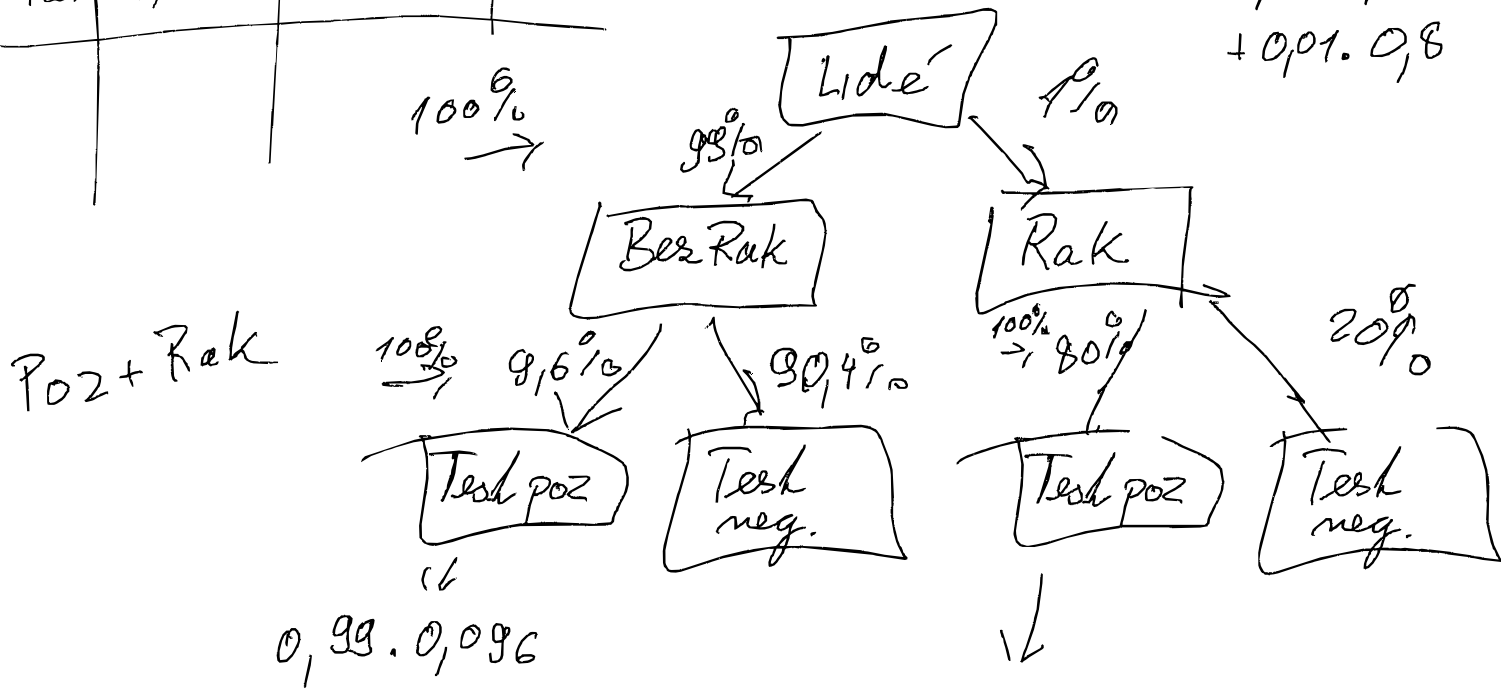 + 0,01. 0,8
Lidé
100%
99%
1%
Bez Rak
Rak
Poz + Rak
100%
9,6%
90,4%
100%
80%
20%
Test poz
Test
neg.
Test poz
Test
neg.
0,99. 0,096